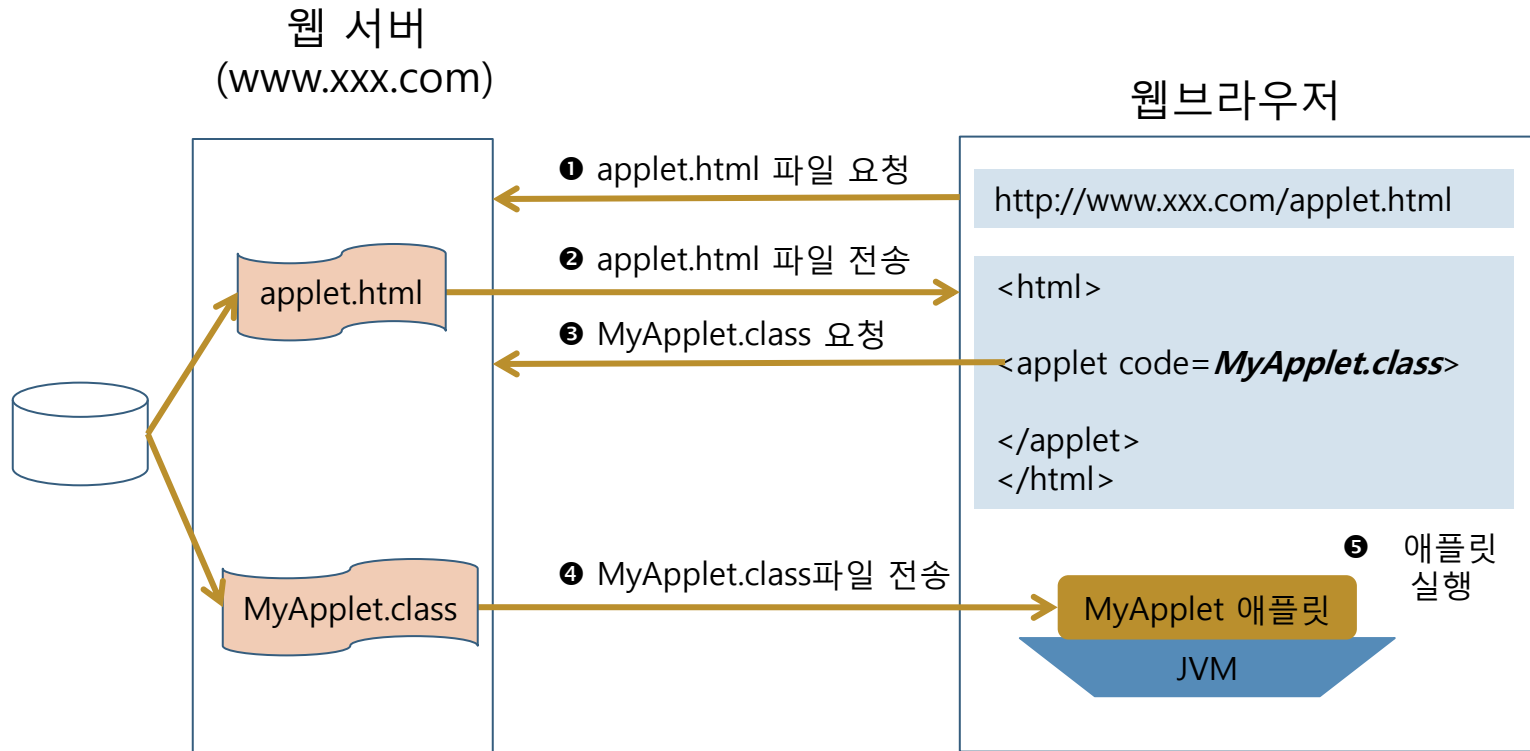 웹 서버
(www.xxx.com)
웹브라우저
❶ applet.html 파일 요청
http://www.xxx.com/applet.html
❷ applet.html 파일 전송
applet.html
<html>
❸ MyApplet.class 요청
<applet code=MyApplet.class>
</applet>
</html>
❹ MyApplet.class파일 전송
MyApplet.class
❺ 애플릿
실행
MyApplet 애플릿
JVM